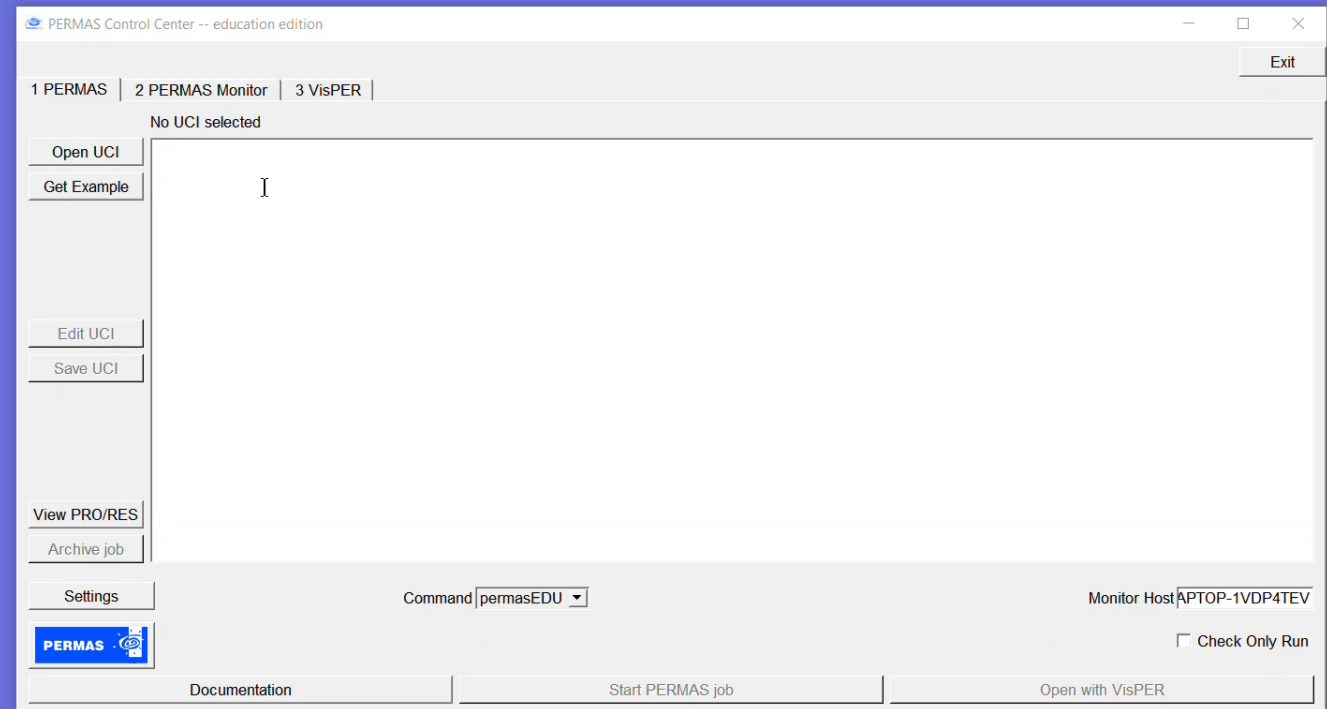 PERMAS Control Center -- education edition
Exit
1 PERMAS 2 PERMAS Monitor 3 VisPER
No UCI selected
Open UCI
Get Example
Edit UCI
Save UCI
View PRO/RES
Archive job
Settings Command permasEDU Monitor Host APTOP-1VDP4TEV
PERMAS Check Only Run
Documentation Start PERMAS job Open with VisPER